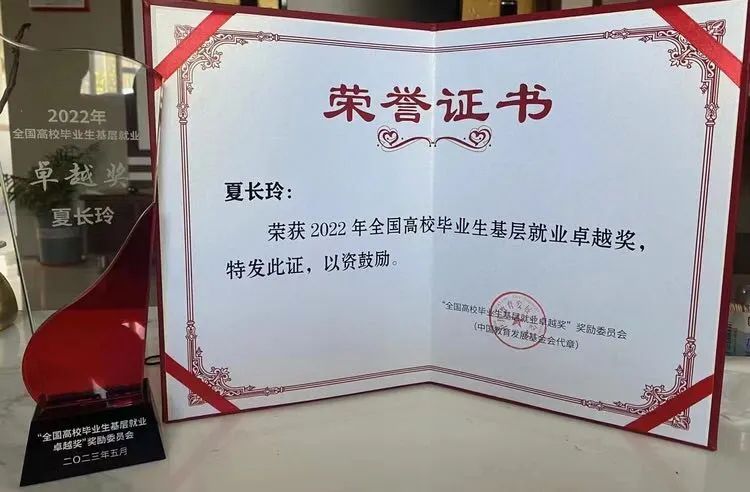 2022年
全国高校毕业生基层就业
卓越奖
夏长玲
“全国高校毕业生基层就业
卓越奖”奖励委员会
二〇二三年五月
荣誉证书
夏长玲：
荣获2022年全国高校毕业生基层就业卓越奖，
特发此证，以资鼓励。
“全国高校毕业生基层就业卓越奖”奖励委员会
（中国教育发展基金会代章）